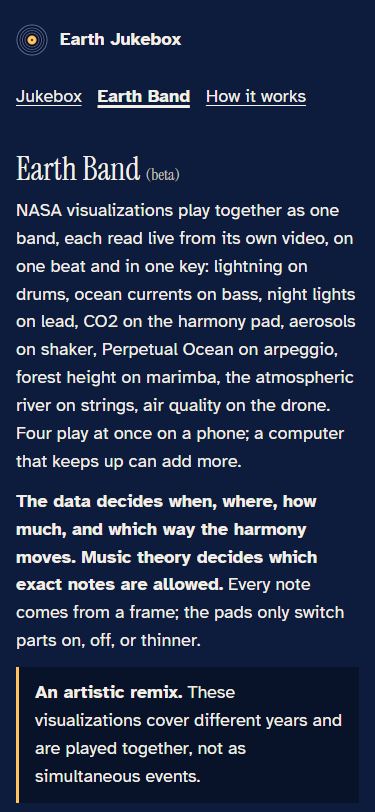 Earth Jukebox
Jukebox Earth Band How it works
Earth Band (beta)
NASA visualizations play together as one
band, each read live from its own video, on
one beat and in one key: lightning on
drums, ocean currents on bass, night lights
on lead, CO2 on the harmony pad, aerosols
on shaker, Perpetual Ocean on arpeggio,
forest height on marimba, the atmospheric
river on strings, air quality on the drone.
Four play at once on a phone; a computer
that keeps up can add more.
The data decides when, where, how
much, and which way the harmony
moves. Music theory decides which
exact notes are allowed. Every note
comes from a frame; the pads only switch
parts on, off, or thinner.
An artistic remix. These
visualizations cover different years and
are played together, not as
simultaneous events.